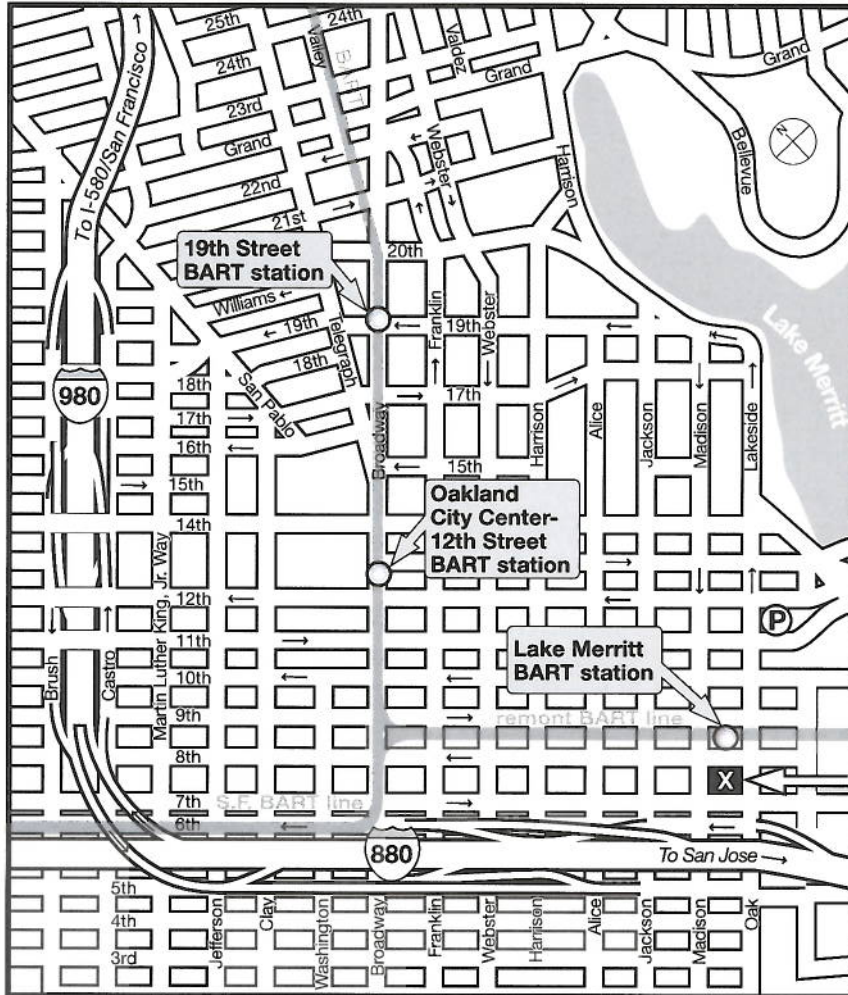 25th
24th
Valley
BART
Valdez
Grand
24th
Grand
23rd
Webster
Grand
Harrison
Bellevue
N
To I-580/San Francisco
22nd
21st
19th Street
BART station
20th
Williams
Telegraph
Franklin
19th
Webster
Lake Merritt
19th
18th
San Pablo
980
18th
17th
17th
16th
Broadway
Harrison
Alice
Jackson
Madison
Lakeside
15th
15th
Oakland
City Center-
12th Street
BART station
14th
Martin Luther King, Jr. Way
12th
P
11th
Lake Merritt
BART station
Brush
Castro
10th
9th
remont BART line
8th
X
7th
S.F. BART line
6th
880
To San Jose
5th
4th
3rd
Jefferson
Clay
Washington
Broadway
Franklin
Webster
Harrison
Alice
Jackson
Madison
Oak